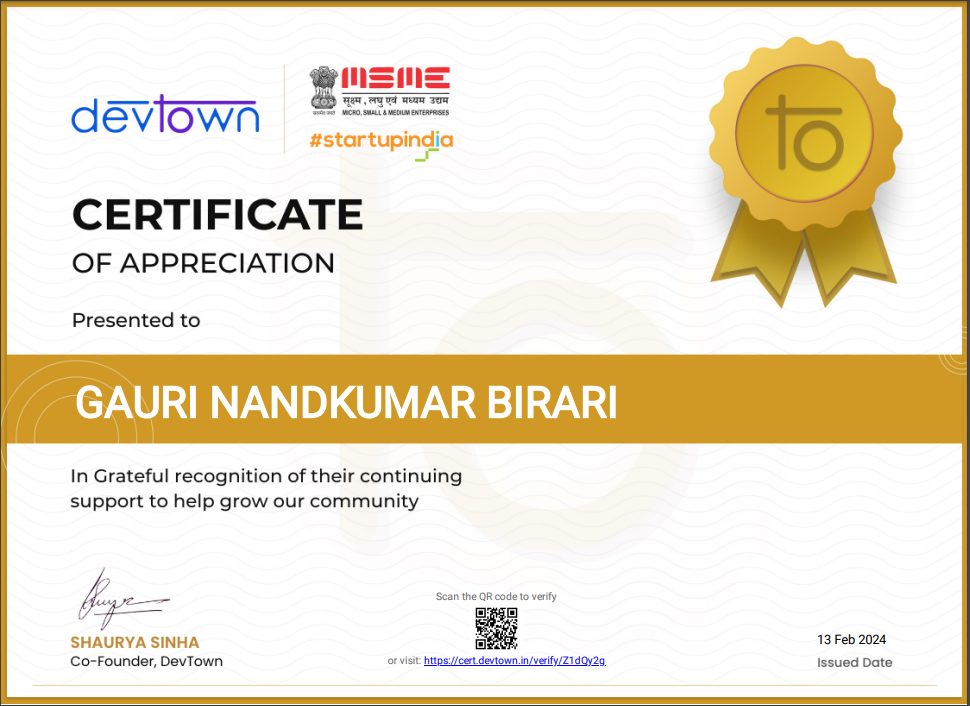 devtown
MSME
सूक्ष्म, लघु एवं मध्यम उद्यम
MICRO, SMALL & MEDIUM ENTERPRISES
#startupindia
to
CERTIFICATE
OF APPRECIATION
Presented to
GAURI NANDKUMAR BIRARI
In Grateful recognition of their continuing
support to help grow our community
SHAURYA SINHA
Co-Founder, DevTown
Scan the QR code to verify
or visit: https://cert.devtown.in/verify/Z1dQy2g
13 Feb 2024
Issued Date